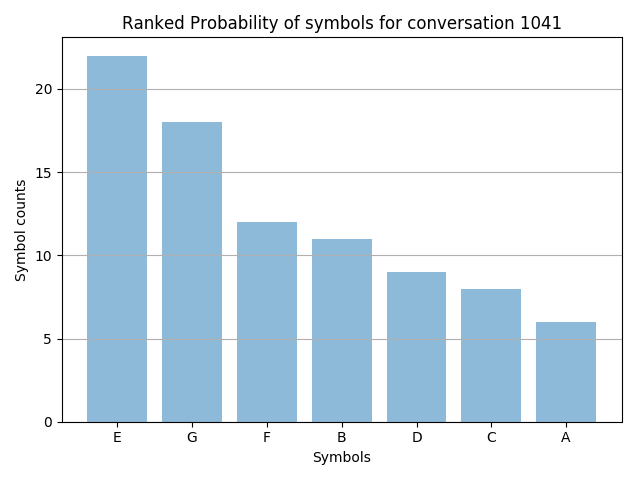 Ranked Probability of symbols for conversation 1041
Symbol counts
20
15
10
5
0
E G F B D C A
Symbols